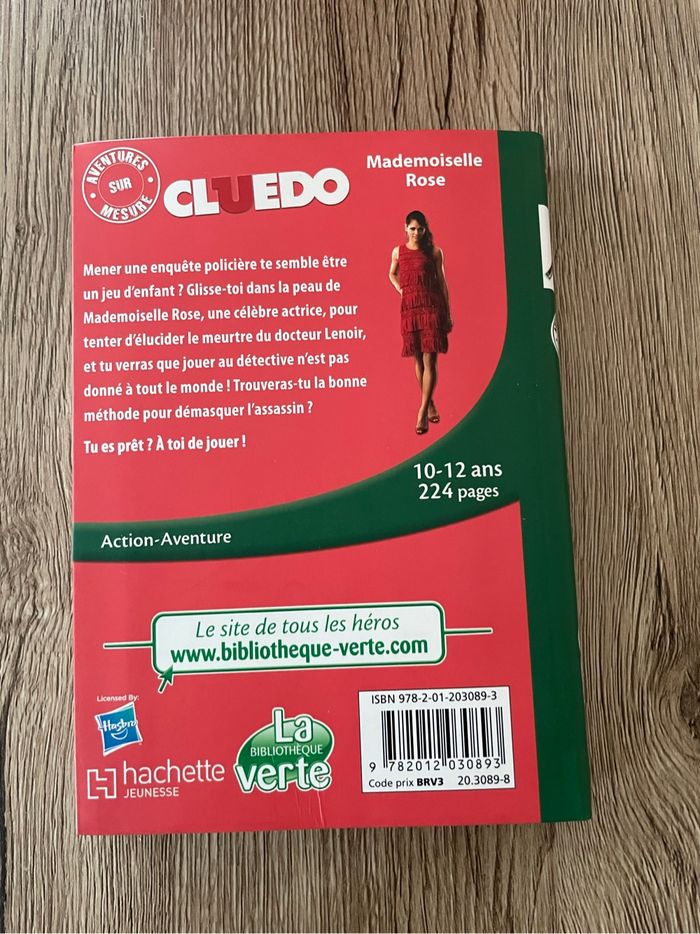 AVENTURES
SUR
MESURE
CLUEDO
Mademoiselle
Rose
Mener une enquête policière te semble être
un jeu d'enfant ? Glisse-toi dans la peau de
Mademoiselle Rose, une célèbre actrice, pour
tenter d'élucider le meurtre du docteur Lenoir,
et tu verras que jouer au détective n'est pas
donné à tout le monde ! Trouveras-tu la bonne
méthode pour démasquer l'assassin ?
Tu es prêt ? À toi de jouer !
10-12 ans
224 pages
Action-Aventure
Le site de tous les héros
www.bibliotheque-verte.com
Licensed By:
Hasbro
hachette
JEUNESSE
La
BIBLIOTHÈQUE
verte
ISBN 978-2-01-203089-3
9 782012 030893
Code prix BRV3 20.3089-8